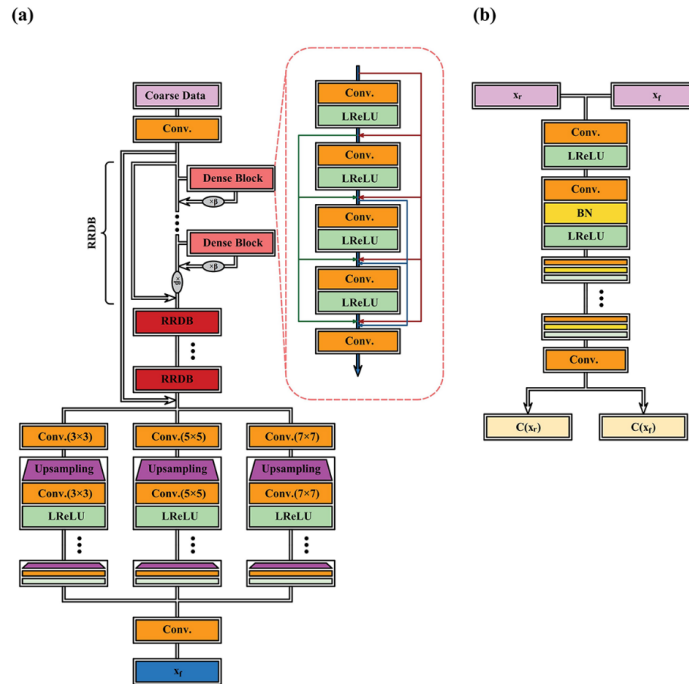 (a)
Coarse Data
Conv.
Dense Block
×β
Dense Block
×β
×β
RRDB
RRDB
RRDB
Conv.
LReLU
Conv.
LReLU
Conv.
LReLU
Conv.
LReLU
Conv.
Conv.(3×3) Conv.(5×5) Conv.(7×7)
Upsampling Upsampling Upsampling
Conv.(3×3) Conv.(5×5) Conv.(7×7)
LReLU LReLU LReLU
Conv.
x_f
(b)
x_r x_f
Conv.
LReLU
Conv.
BN
LReLU
Conv.
C(x_r) C(x_f)